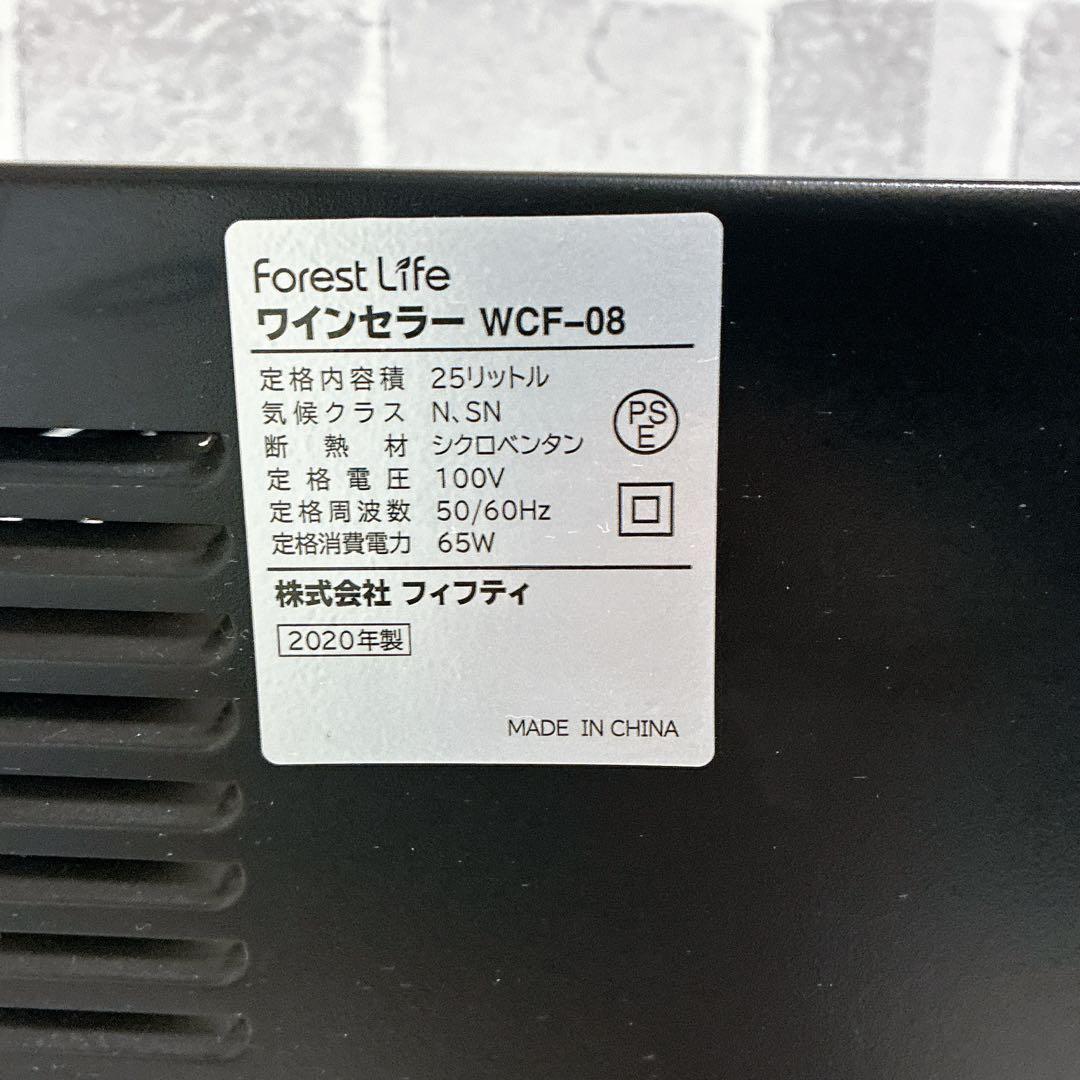 Forest Life
ワインセラー WCF-08
定格内容積 25リットル
気候クラス N、SN
断熱材 シクロベンタン
定格電圧 100V
定格周波数 50/60Hz
定格消費電力 65W
PS
E
株式会社 フィフティ
2020年製
MADE IN CHINA